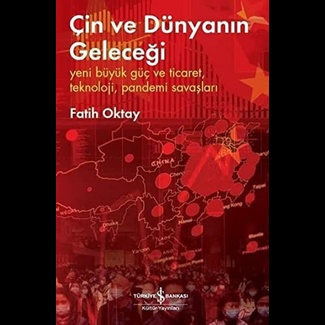 Çin ve Dünyanın
Geleceği
yeni büyük güç ve ticaret,
teknoloji, pandemi savaşları
Fatih Oktay
TÜRKİYE İŞ BANKASI
Kültür Yayınları